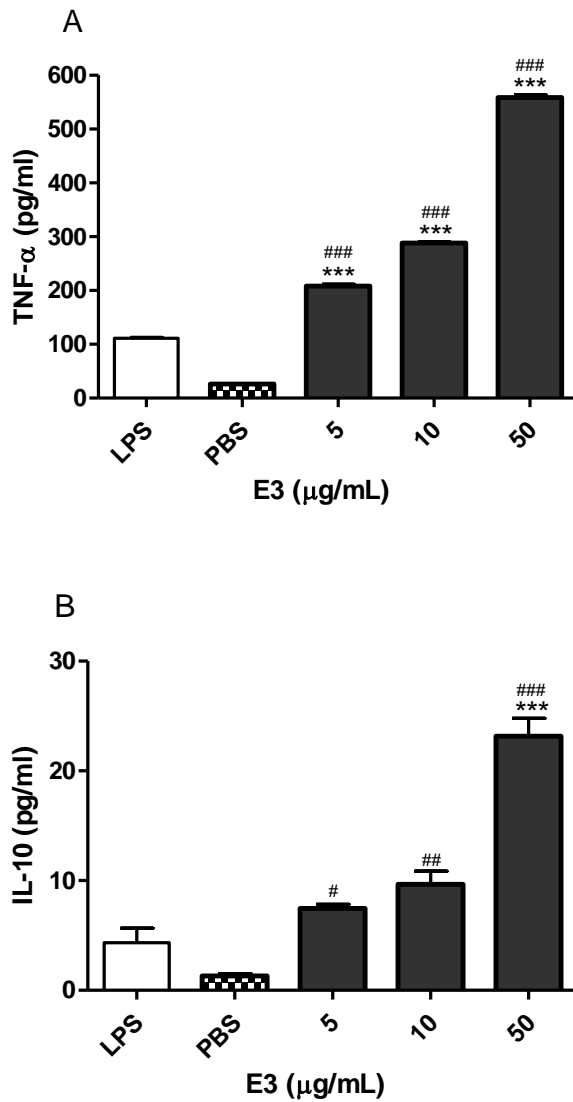 A
###
***
600
500
400
300
200
100
0
TNF-α (pg/ml)
###
***
###
***
LPS
PBS
5
10
50
E3 (μg/mL)
B
30
20
10
0
IL-10 (pg/ml)
###
***
##
#
LPS
PBS
5
10
50
E3 (μg/mL)